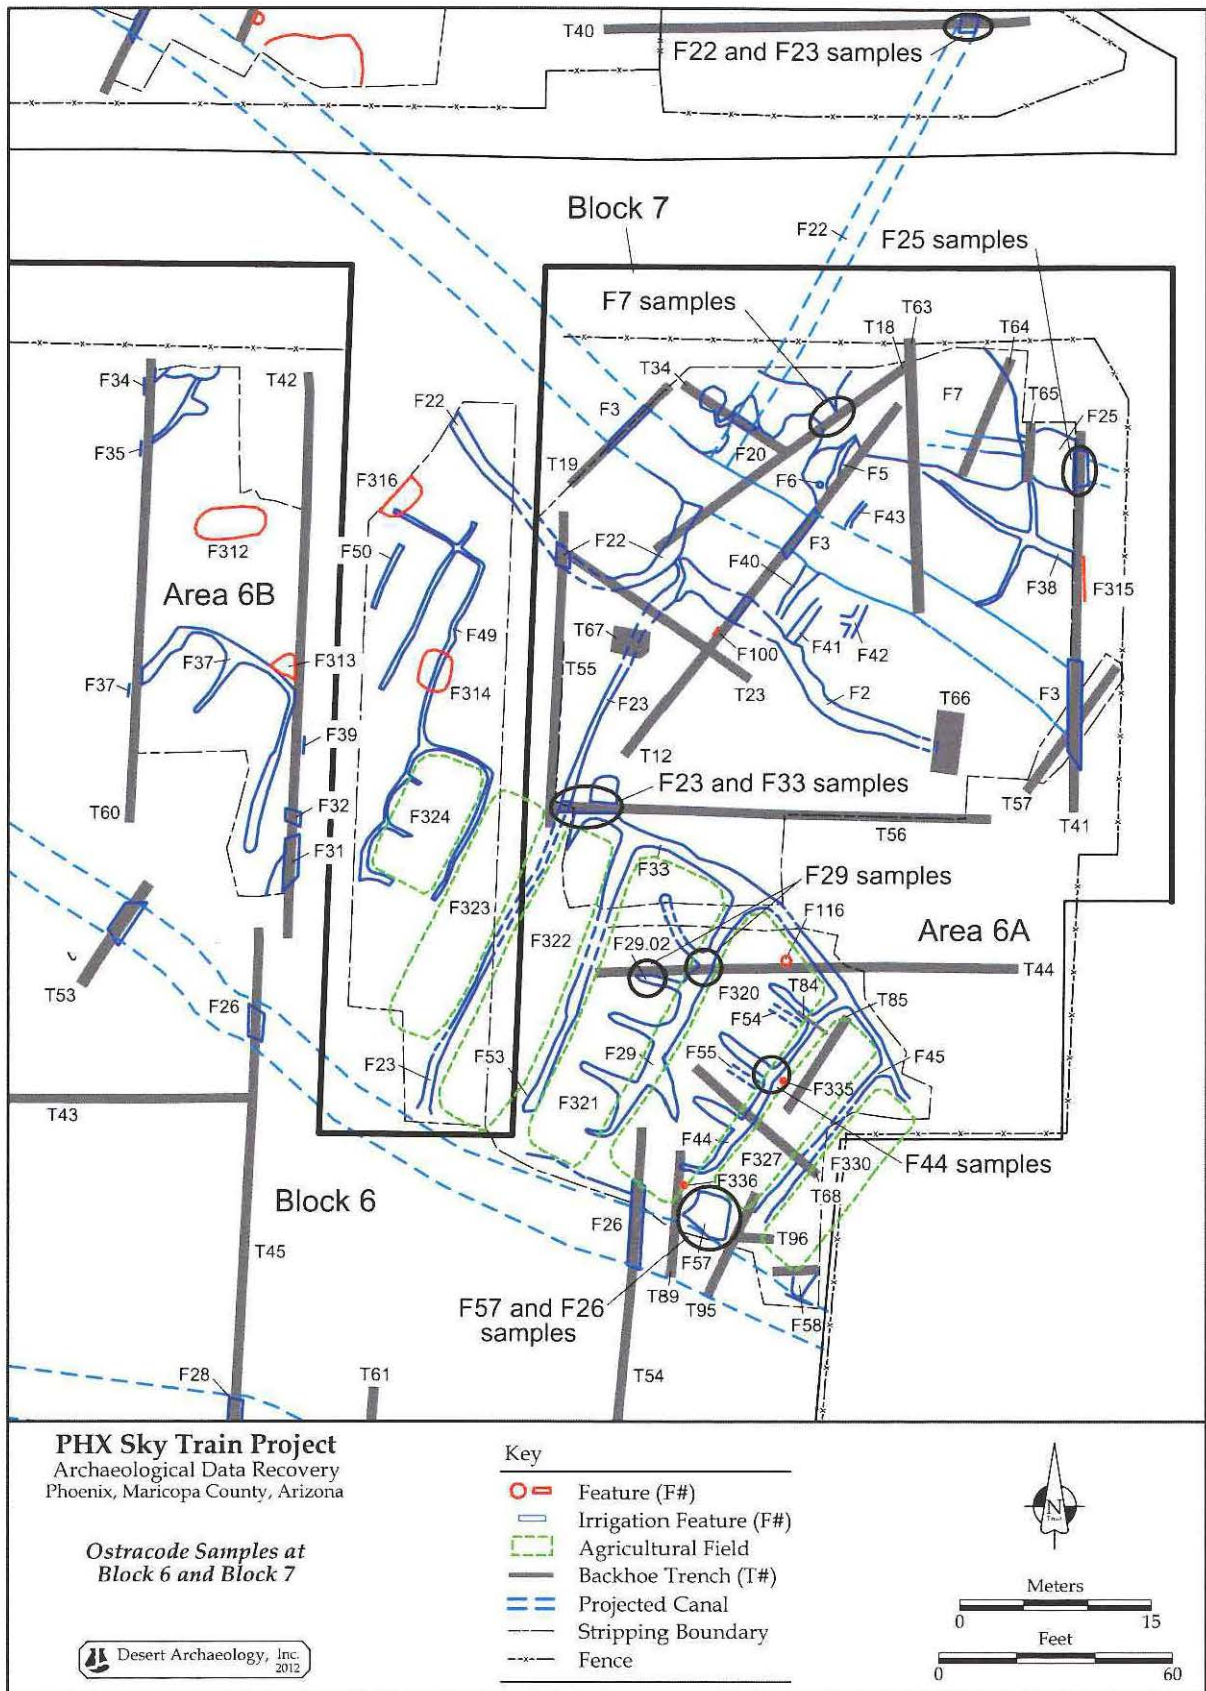 T40
F22 and F23 samples
Block 7
F22
F25 samples
F7 samples
T63
T18
T64
T34
T42
F34
F22
F3
F7
T65
F25
F35
T19
F20
F6
F5
F316
F43
F312
F50
F22
F3
F40
F38
F315
Area 6B
T67
F49
F100
F41
F42
F37
F313
T55
F314
T23
F2
F3
F37
F23
T66
F39
T12
F23 and F33 samples
T60
F32
F324
T57
T41
F31
T56
F33
F29 samples
F323
F116
F322
F29.02
Area 6A
T44
T53
F26
F320
T84
T85
F54
F23
F53
F29
F55
F45
F335
T43
F321
F44
F327
F330
F44 samples
Block 6
F336
T68
F26
T45
T96
F57
F57 and F26
samples
T89
T95
F58
F28
T61
T54
PHX Sky Train Project
Archaeological Data Recovery
Phoenix, Maricopa County, Arizona
Ostracode Samples at
Block 6 and Block 7
Desert Archaeology, Inc.
2012
Key
Feature (F#)
Irrigation Feature (F#)
Agricultural Field
Backhoe Trench (T#)
Projected Canal
Stripping Boundary
Fence
N
Meters
0 15
Feet
0 60